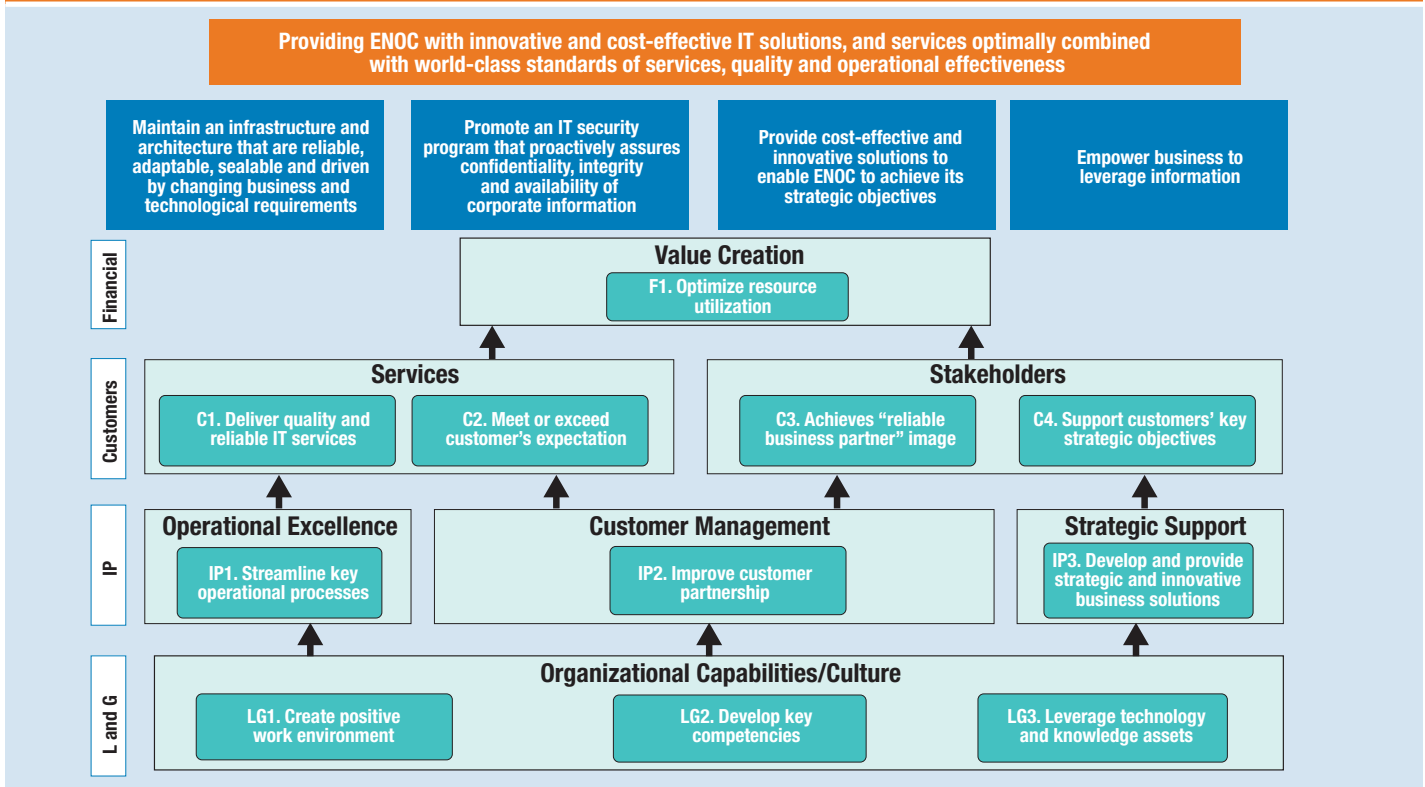 Providing ENOC with innovative and cost-effective IT solutions, and services optimally combined
with world-class standards of services, quality and operational effectiveness
Maintain an infrastructure and
architecture that are reliable,
adaptable, sealable and driven
by changing business and
technological requirements
Promote an IT security
program that proactively assures
confidentiality, integrity
and availability of
corporate information
Provide cost-effective and
innovative solutions to
enable ENOC to achieve its
strategic objectives
Empower business to
leverage information
Financial
Value Creation
F1. Optimize resource
utilization
Customers
Services
C1. Deliver quality and
reliable IT services
C2. Meet or exceed
customer's expectation
Stakeholders
C3. Achieves “reliable
business partner” image
C4. Support customers' key
strategic objectives
IP
Operational Excellence
IP1. Streamline key
operational processes
Customer Management
IP2. Improve customer
partnership
Strategic Support
IP3. Develop and provide
strategic and innovative
business solutions
L and G
Organizational Capabilities/Culture
LG1. Create positive
work environment
LG2. Develop key
competencies
LG3. Leverage technology
and knowledge assets